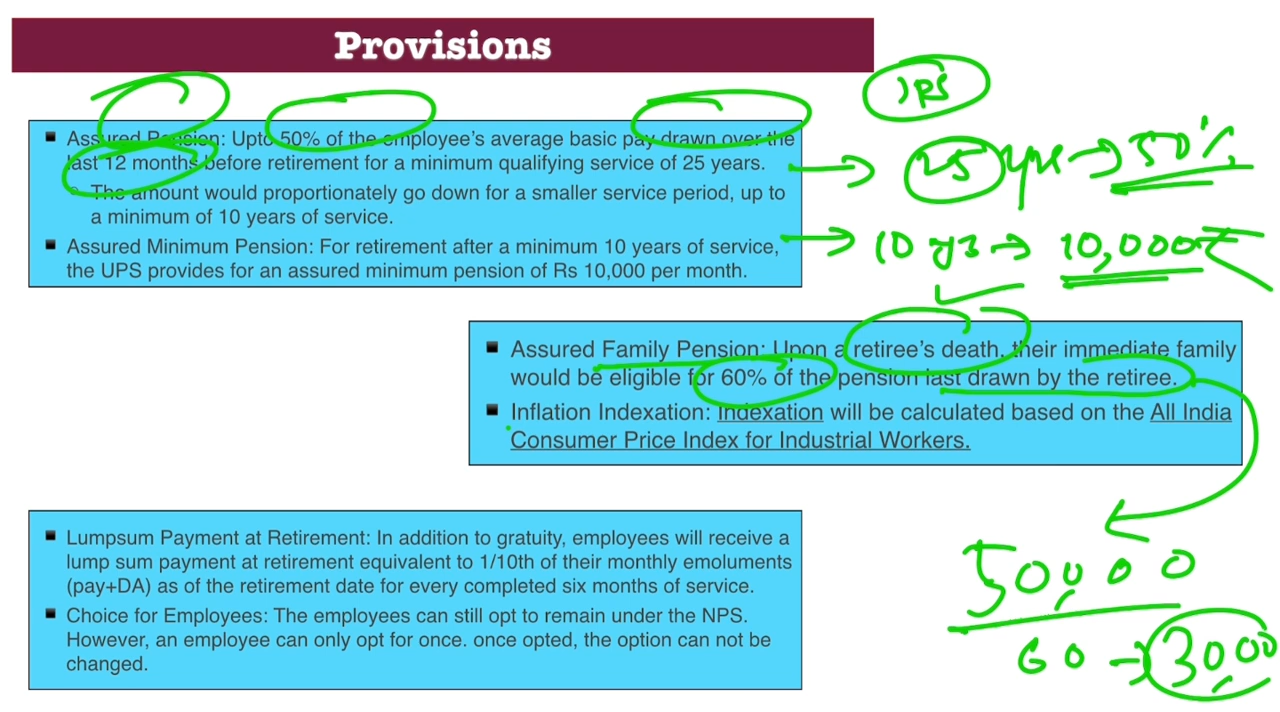 Provisions
Assured Pension: Upto 50% of the employee's average basic pay drawn over the
last 12 months before retirement for a minimum qualifying service of 25 years.
The amount would proportionately go down for a smaller service period, up to
a minimum of 10 years of service.
Assured Minimum Pension: For retirement after a minimum 10 years of service,
the UPS provides for an assured minimum pension of Rs 10,000 per month.
25 yrs → 50%
10 yrs → 10,000₹
Assured Family Pension: Upon a retiree's death, their immediate family
would be eligible for 60% of the pension last drawn by the retiree.
Inflation Indexation: Indexation will be calculated based on the All India
Consumer Price Index for Industrial Workers.
Lumpsum Payment at Retirement: In addition to gratuity, employees will receive a
lump sum payment at retirement equivalent to 1/10th of their monthly emoluments
(pay+DA) as of the retirement date for every completed six months of service.
Choice for Employees: The employees can still opt to remain under the NPS.
However, an employee can only opt for once. once opted, the option can not be
changed.
50,000
60 →